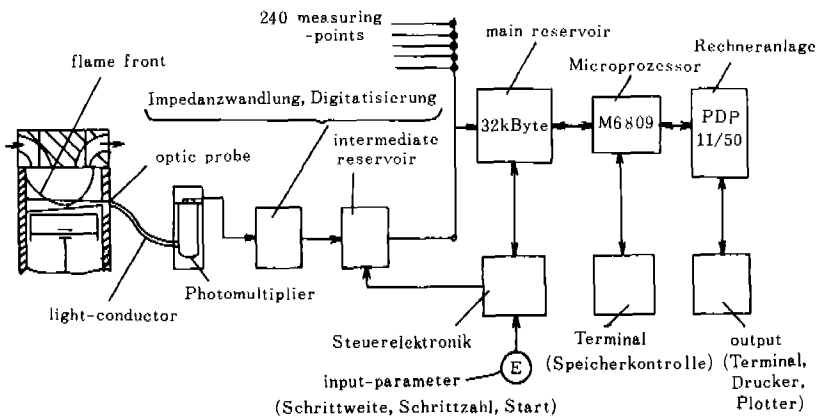 240 measuring
-points
main reservoir
Rechneranlage
Microprozessor
flame front
Impedanzwandlung, Digitatisierung
intermediate
reservoir
32kByte
M6809
PDP
11/50
optic probe
Photomultiplier
light-conductor
Steuerelektronik
E
input-parameter
(Schrittweite, Schrittzahl, Start)
Terminal
(Speicherkontrolle)
output
(Terminal,
Drucker,
Plotter)